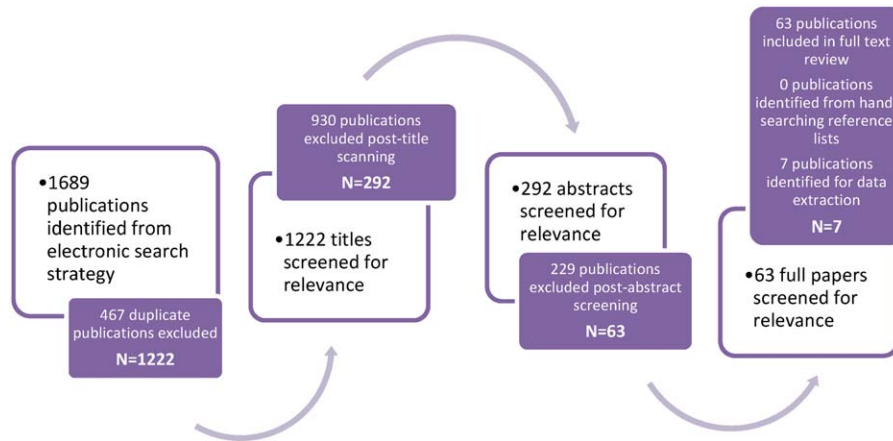 •1689
publications
identified from
electronic search
strategy
467 duplicate
publications excluded
N=1222
930 publications
excluded post-title
scanning
N=292
•1222 titles
screened for
relevance
•292 abstracts
screened for
relevance
229 publications
excluded post-abstract
screening
N=63
63 publications
included in full text
review
0 publications
identified from hand
searching reference
lists
7 publications
identified for data
extraction
N=7
•63 full papers
screened for
relevance